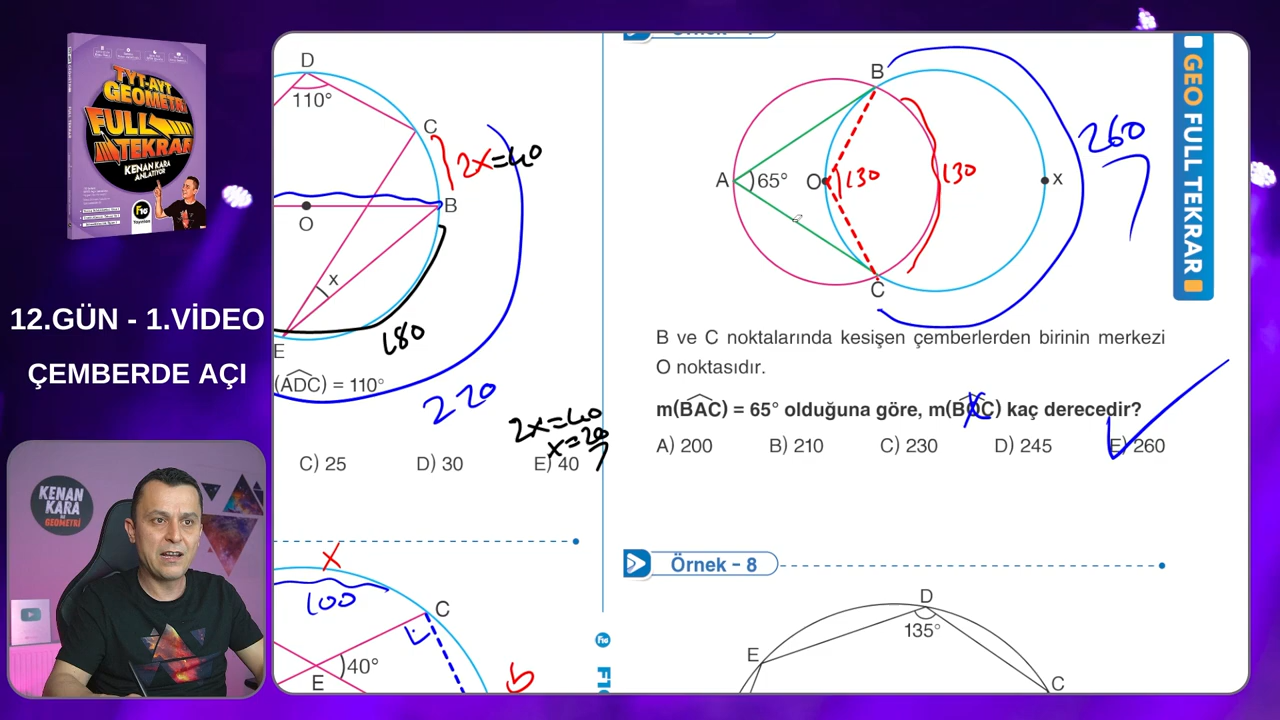 TYT-AYT
GEOMETRİ
FULL
TEKRAR
KENAN KARA
ANLATIYOR
F10
12.GÜN - 1.VİDEO
ÇEMBERDE AÇI
KENAN
KARA
GEOMETRİ
D
110°
C
2x=40
B
O
x
E
180
220
(ADC) = 110°
2x=40
x=20
C) 25
D) 30
E) 40
x
100
C
40°
E
b
B
260
A
65°
O
130
130
x
C
B ve C noktalarında kesişen çemberlerden birinin merkezi
O noktasıdır.
m(BAC) = 65° olduğuna göre, m(BXC) kaç derecedir?
A) 200
B) 210
C) 230
D) 245
E) 260
Örnek – 8
D
135°
E
C
GEO FULL TEKRAR
F10